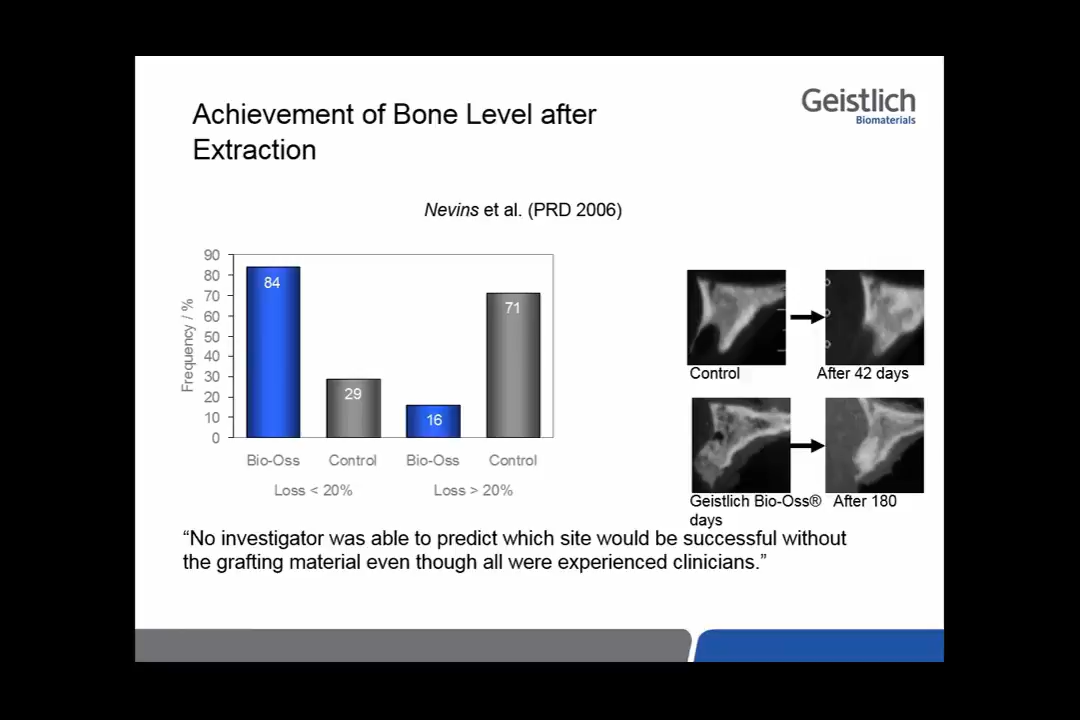 Achievement of Bone Level after
Extraction
Geistlich
Biomaterials
Nevins et al. (PRD 2006)
Frequency / %
90
80
70
60
50
40
30
20
10
0
84
29
16
71
Bio-Oss
Control
Bio-Oss
Control
Loss < 20%
Loss > 20%
Control
After 42 days
Geistlich Bio-Oss® After 180
days
“No investigator was able to predict which site would be successful without
the grafting material even though all were experienced clinicians.”